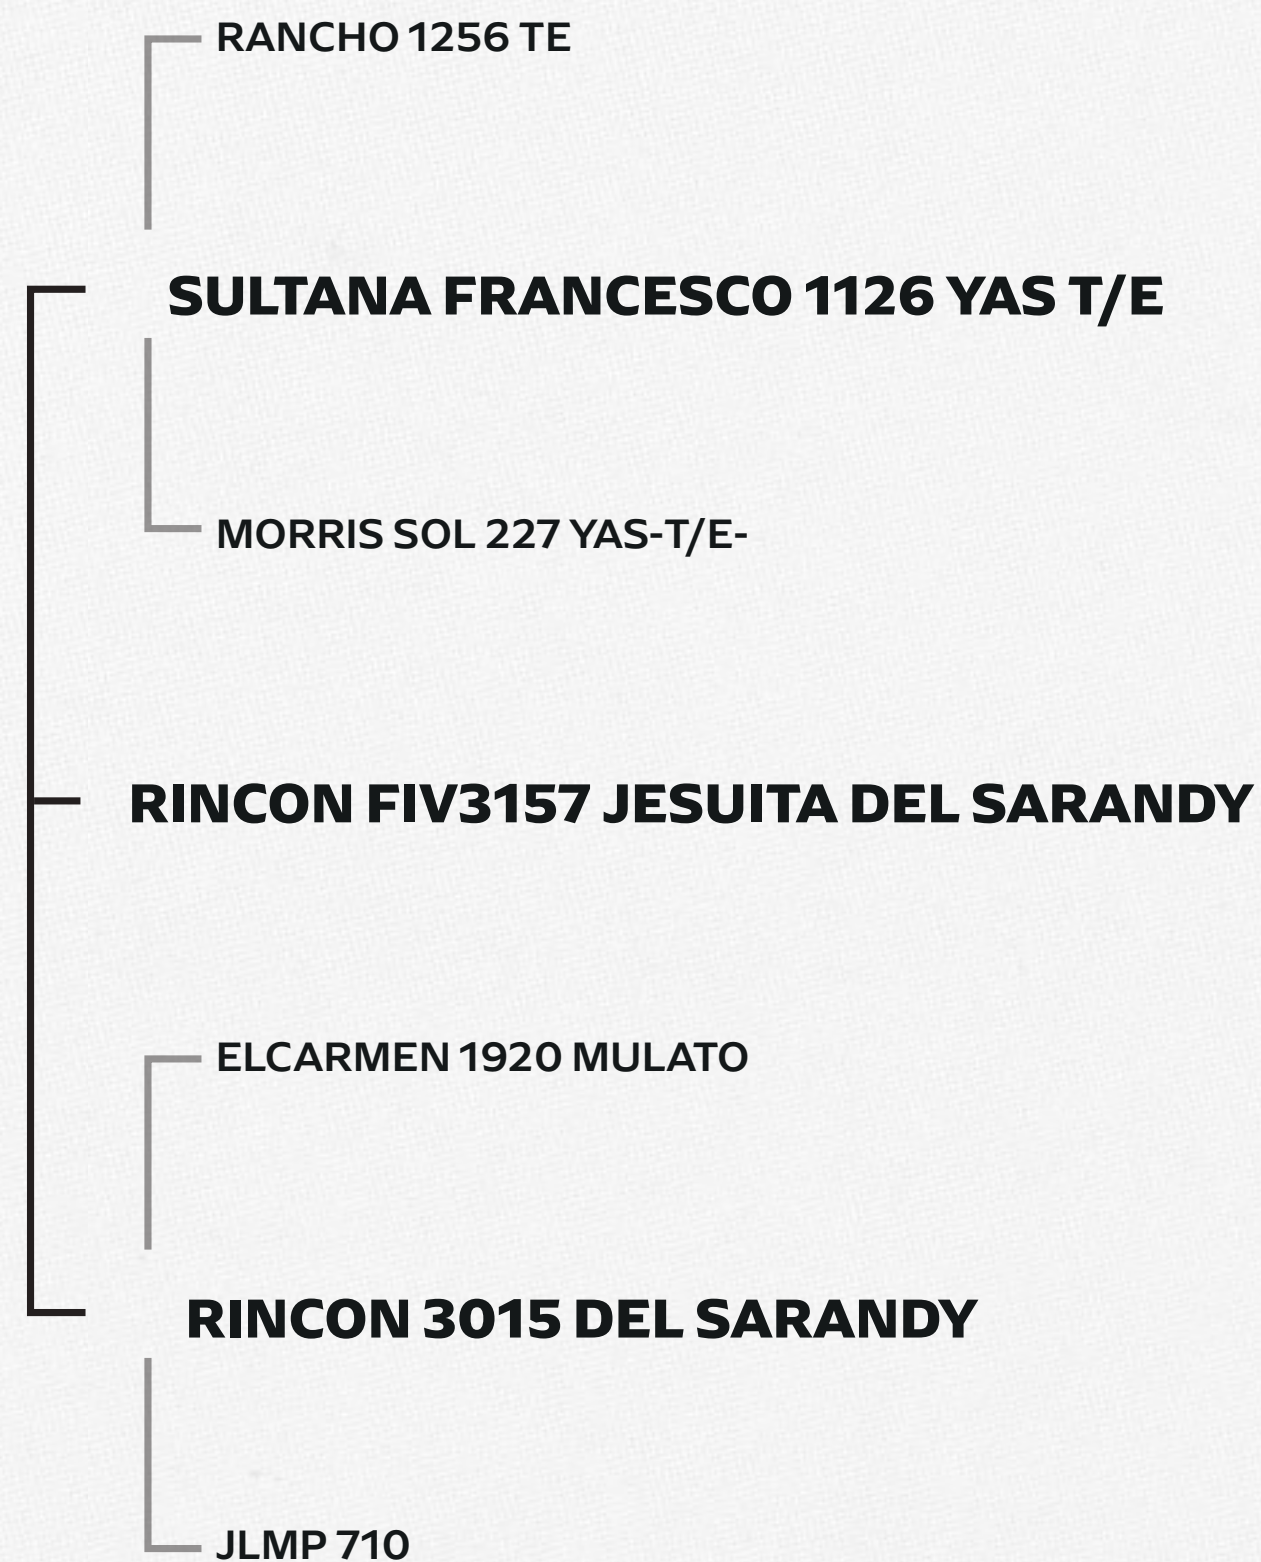 RANCHO 1256 TE
SULTANA FRANCESCO 1126 YAS T/E
MORRIS SOL 227 YAS-T/E-
RINCON FIV3157 JESUITA DEL SARANDY
ELCARMEN 1920 MULATO
RINCON 3015 DEL SARANDY
JLMP 710